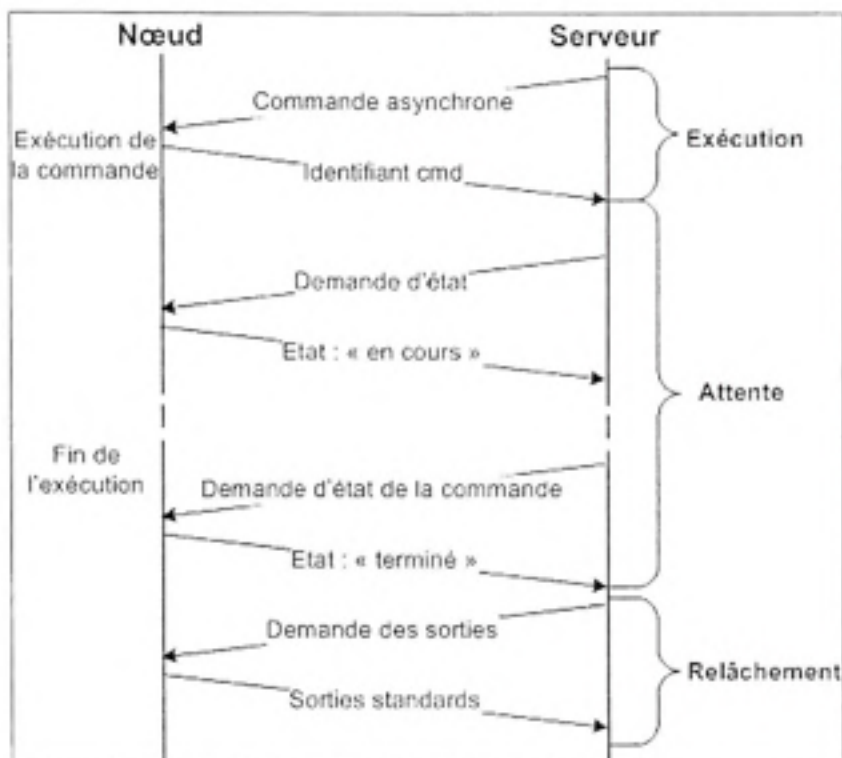 Nœud
Serveur
Commande asynchrone
Exécution de
la commande
Exécution
Identifiant cmd
Demande d'état
Etat : « en cours »
Attente
Fin de
l'exécution
Demande d'état de la commande
Etat : « terminé »
Demande des sorties
Relâchement
Sorties standards